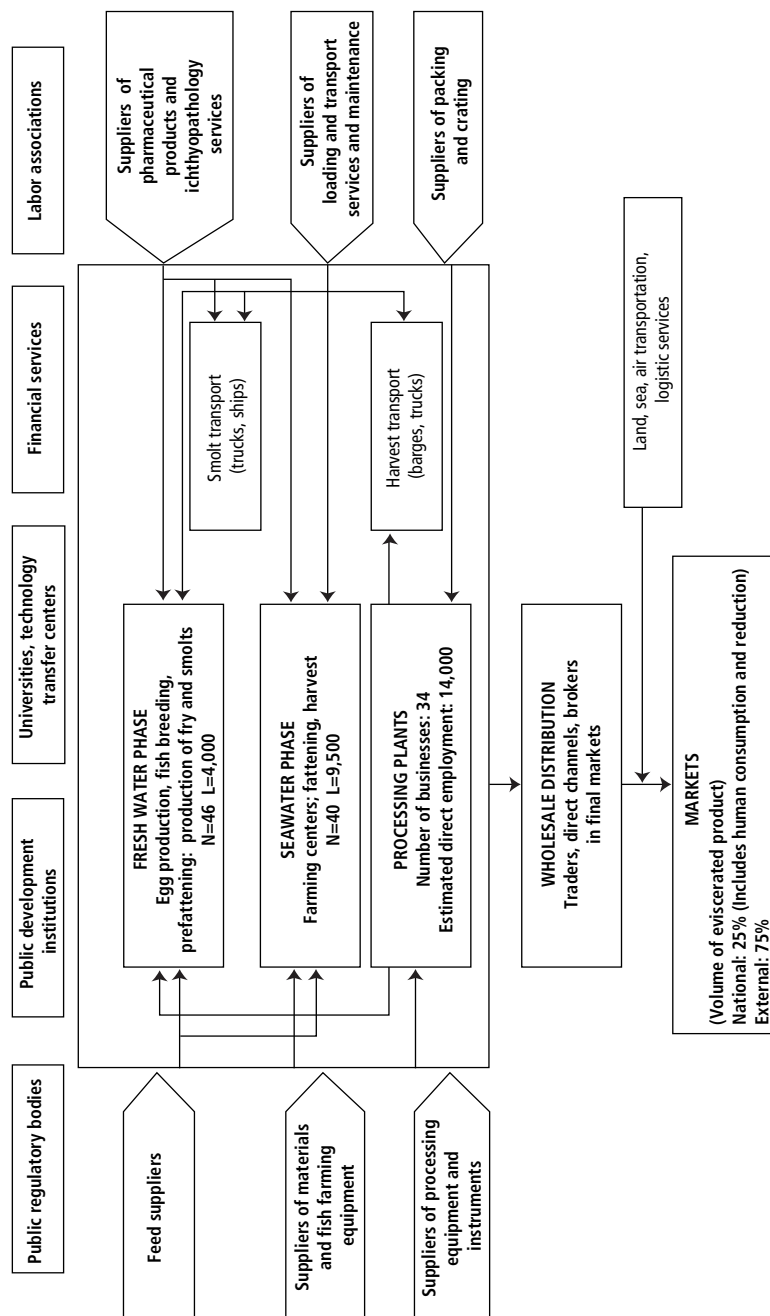 Public regulatory bodies
Public development
institutions
Universities, technology
transfer centers
Financial services
Labor associations
Feed suppliers
Suppliers of materials
and fish farming
equipment
Suppliers of processing
equipment and
instruments
FRESH WATER PHASE
Egg production, fish breeding,
prefattening: production of fry and smolts
N=46 L=4,000
SEAWATER PHASE
Farming centers; fattening, harvest
N=40 L=9,500
PROCESSING PLANTS
Number of businesses: 34
Estimated direct employment: 14,000
Smolt transport
(trucks, ships)
Harvest transport
(barges, trucks)
Suppliers of
pharmaceutical
products and
ichthyopathology
services
Suppliers of
loading and transport
services and maintenance
Suppliers of packing
and crating
WHOLESALE DISTRIBUTION
Traders, direct channels, brokers
in final markets
Land, sea, air transportation,
logistic services
MARKETS
(Volume of eviscerated product)
National: 25% (Includes human consumption and reduction)
External: 75%